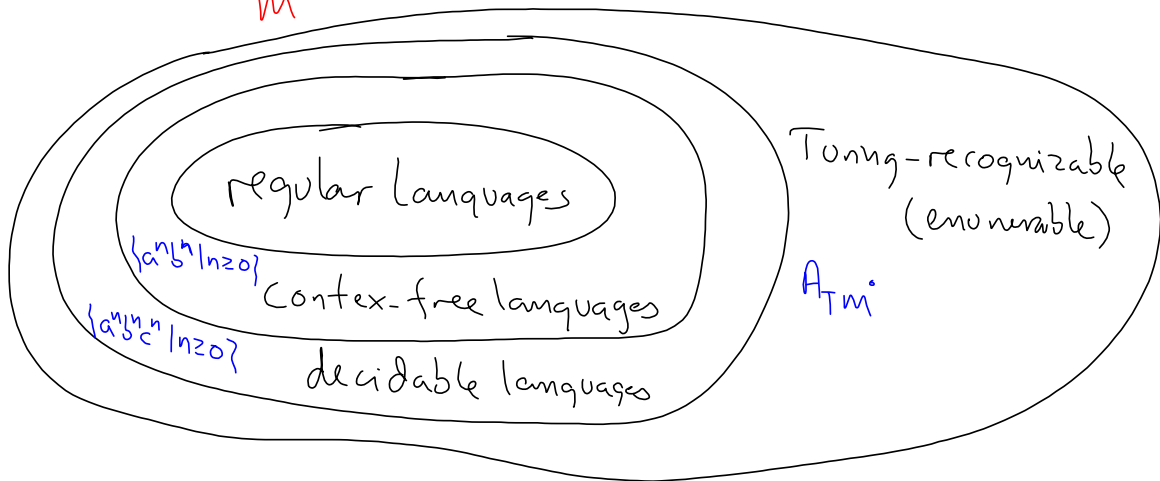 m
Turing-recognizable
(enumerable)
regular languages
{aⁿbⁿ|n≥0}
Contex-free languages
A_TM
{aⁿbⁿcⁿ|n≥0}
decidable languages